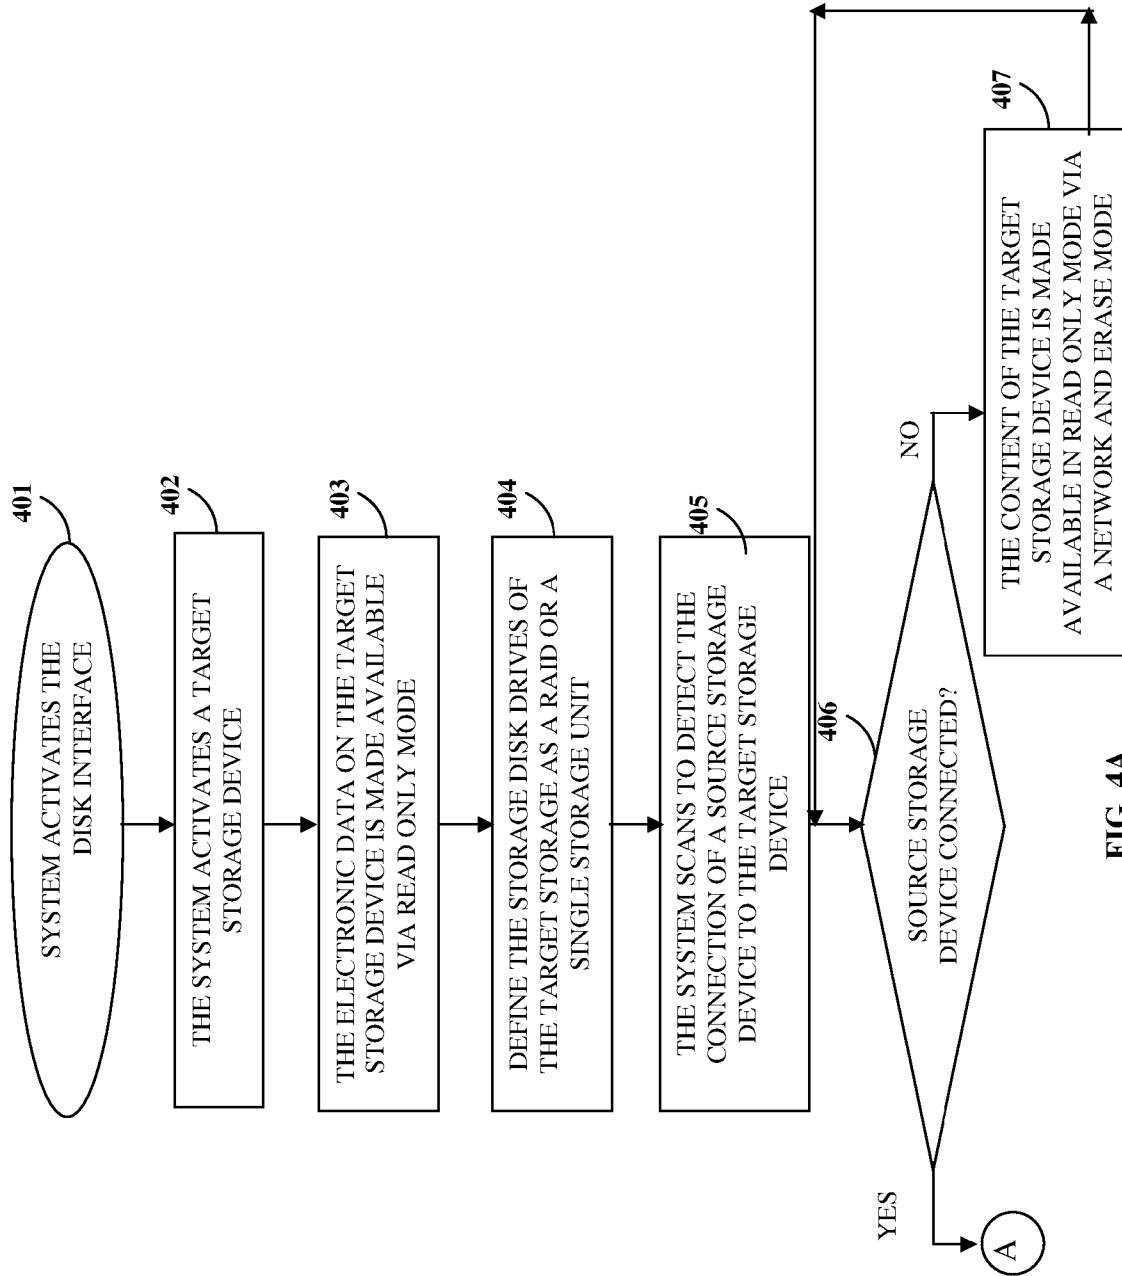 401
SYSTEM ACTIVATES THE
DISK INTERFACE
402
THE SYSTEM ACTIVATES A TARGET
STORAGE DEVICE
403
THE ELECTRONIC DATA ON THE TARGET
STORAGE DEVICE IS MADE AVAILABLE
VIA READ ONLY MODE
404
DEFINE THE STORAGE DISK DRIVES OF
THE TARGET STORAGE AS A RAID OR A
SINGLE STORAGE UNIT
405
THE SYSTEM SCANS TO DETECT THE
CONNECTION OF A SOURCE STORAGE
DEVICE TO THE TARGET STORAGE
DEVICE
406
SOURCE STORAGE
DEVICE CONNECTED?
YES
NO
A
407
THE CONTENT OF THE TARGET
STORAGE DEVICE IS MADE
AVAILABLE IN READ ONLY MODE VIA
A NETWORK AND ERASE MODE
FIG. 4A